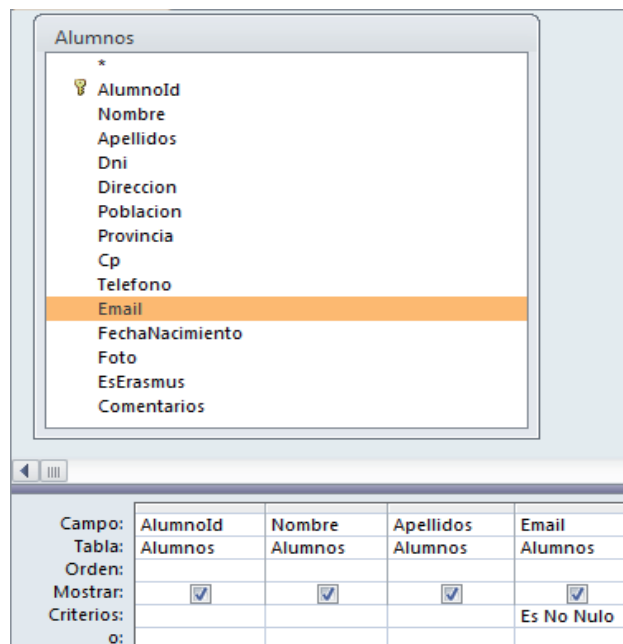 Alumnos
*
AlumnoId
Nombre
Apellidos
Dni
Direccion
Poblacion
Provincia
Cp
Telefono
Email
FechaNacimiento
Foto
EsErasmus
Comentarios
Campo: AlumnoId Nombre Apellidos Email
Tabla: Alumnos Alumnos Alumnos Alumnos
Orden:
Mostrar:
Criterios: Es No Nulo
o: